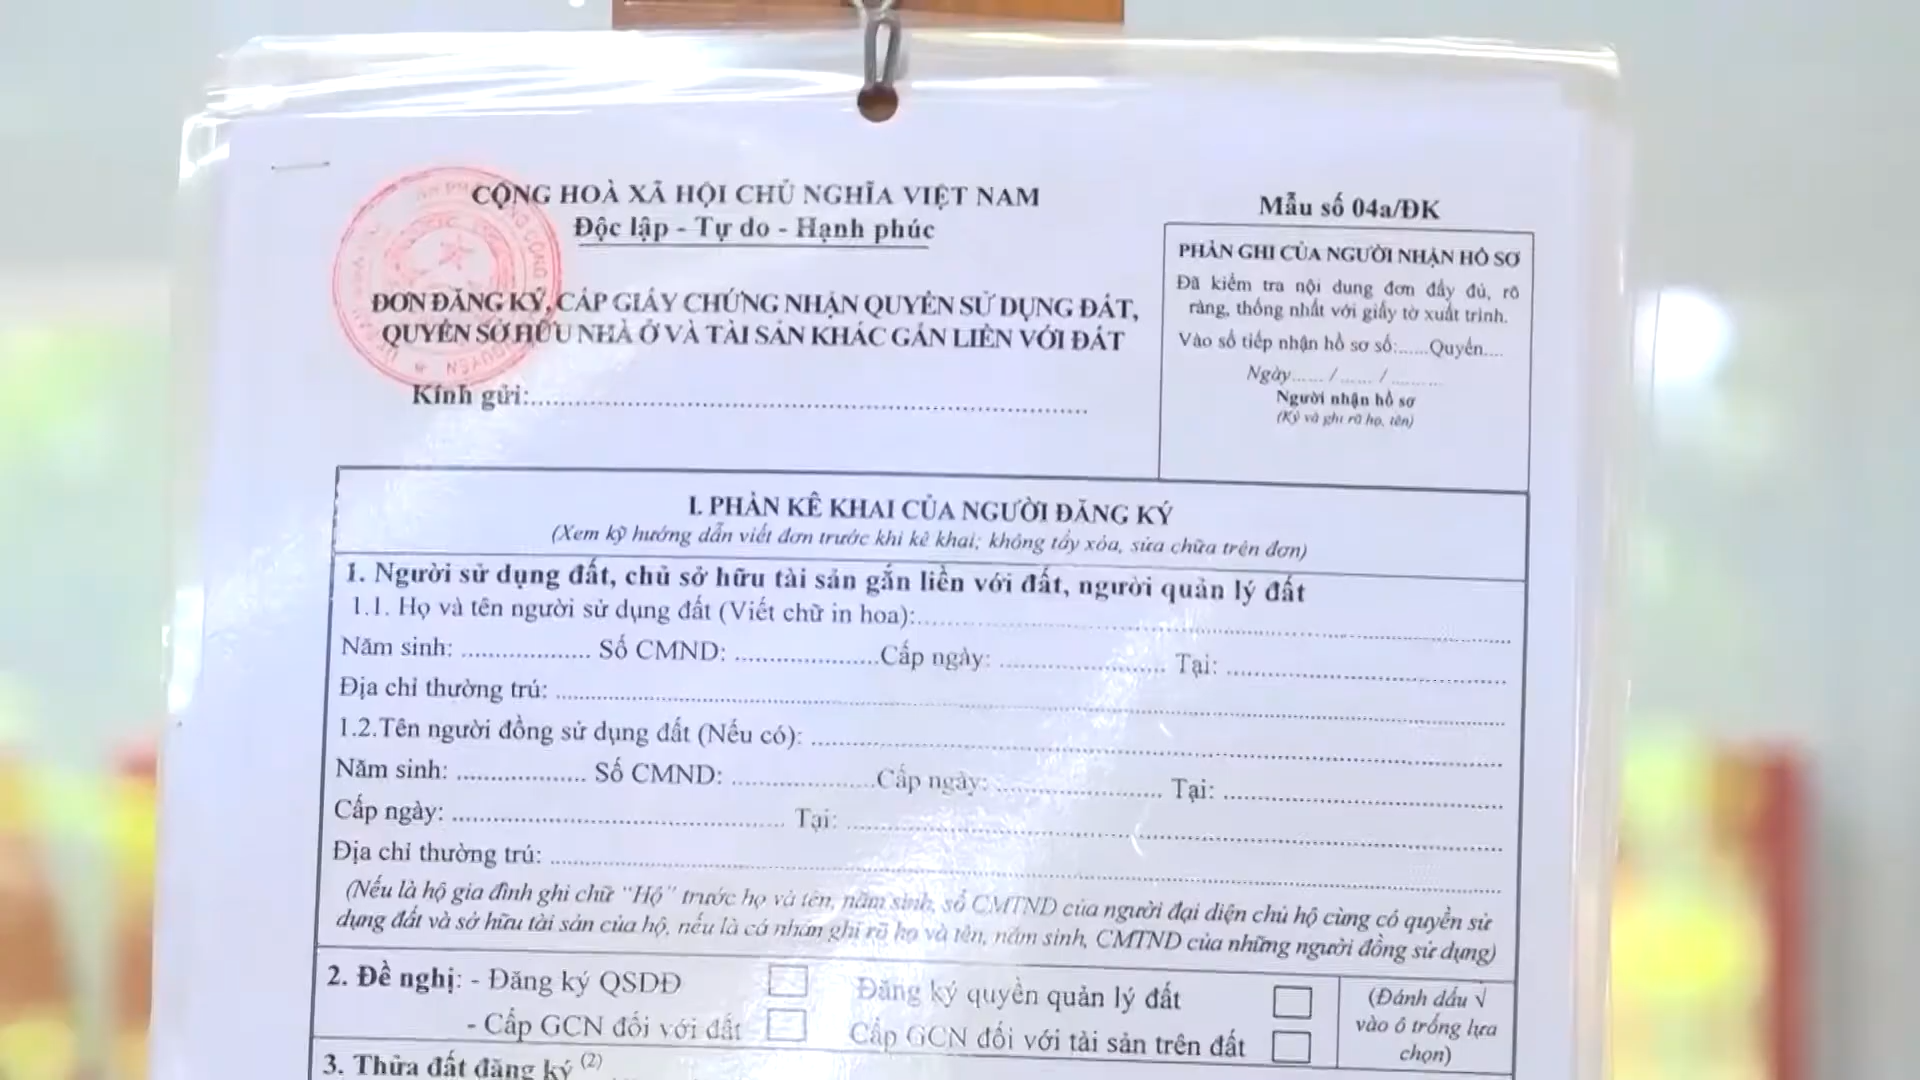 CỘNG HOÀ XÃ HỘI CHỦ NGHĨA VIỆT NAM
Độc lập - Tự do - Hạnh phúc
Mẫu số 04a/ĐK
PHẦN GHI CỦA NGƯỜI NHẬN HỒ SƠ
Đã kiểm tra nội dung đơn đầy đủ, rõ
ràng, thống nhất với giấy tờ xuất trình.
Vào sổ tiếp nhận hồ sơ số:......Quyển....
Ngày...... / ...... / .........
Người nhận hồ sơ
(Ký và ghi rõ họ, tên)
ĐƠN ĐĂNG KÝ, CẤP GIẤY CHỨNG NHẬN QUYỀN SỬ DỤNG ĐẤT,
QUYỀN SỞ HỮU NHÀ Ở VÀ TÀI SẢN KHÁC GẮN LIỀN VỚI ĐẤT
Kính gửi:........................................
I. PHẦN KÊ KHAI CỦA NGƯỜI ĐĂNG KÝ
(Xem kỹ hướng dẫn viết đơn trước khi kê khai; không tẩy xóa, sửa chữa trên đơn)
1. Người sử dụng đất, chủ sở hữu tài sản gắn liền với đất, người quản lý đất
1.1. Họ và tên người sử dụng đất (Viết chữ in hoa):........................................
Năm sinh: ................... Số CMND: .....................Cấp ngày: ........................ Tại: ........................................
Địa chỉ thường trú: ........................................
1.2.Tên người đồng sử dụng đất (Nếu có): ........................................
Năm sinh: ................... Số CMND: .....................Cấp ngày: ........................ Tại: ........................................
Cấp ngày: ........................................ Tại: ........................................
Địa chỉ thường trú: ........................................
(Nếu là hộ gia đình ghi chữ "Hộ" trước họ và tên, năm sinh, số CMTND của người đại diện chủ hộ cùng có quyền sử
dụng đất và sở hữu tài sản của hộ, nếu là cá nhân ghi rõ họ và tên, năm sinh, CMTND của những người đồng sử dụng)
2. Đề nghị: - Đăng ký QSDĐ Đăng ký quyền quản lý đất
- Cấp GCN đối với đất Cấp GCN đối với tài sản trên đất
(Đánh dấu √
vào ô trống lựa
chọn)
3. Thửa đất đăng ký (2)